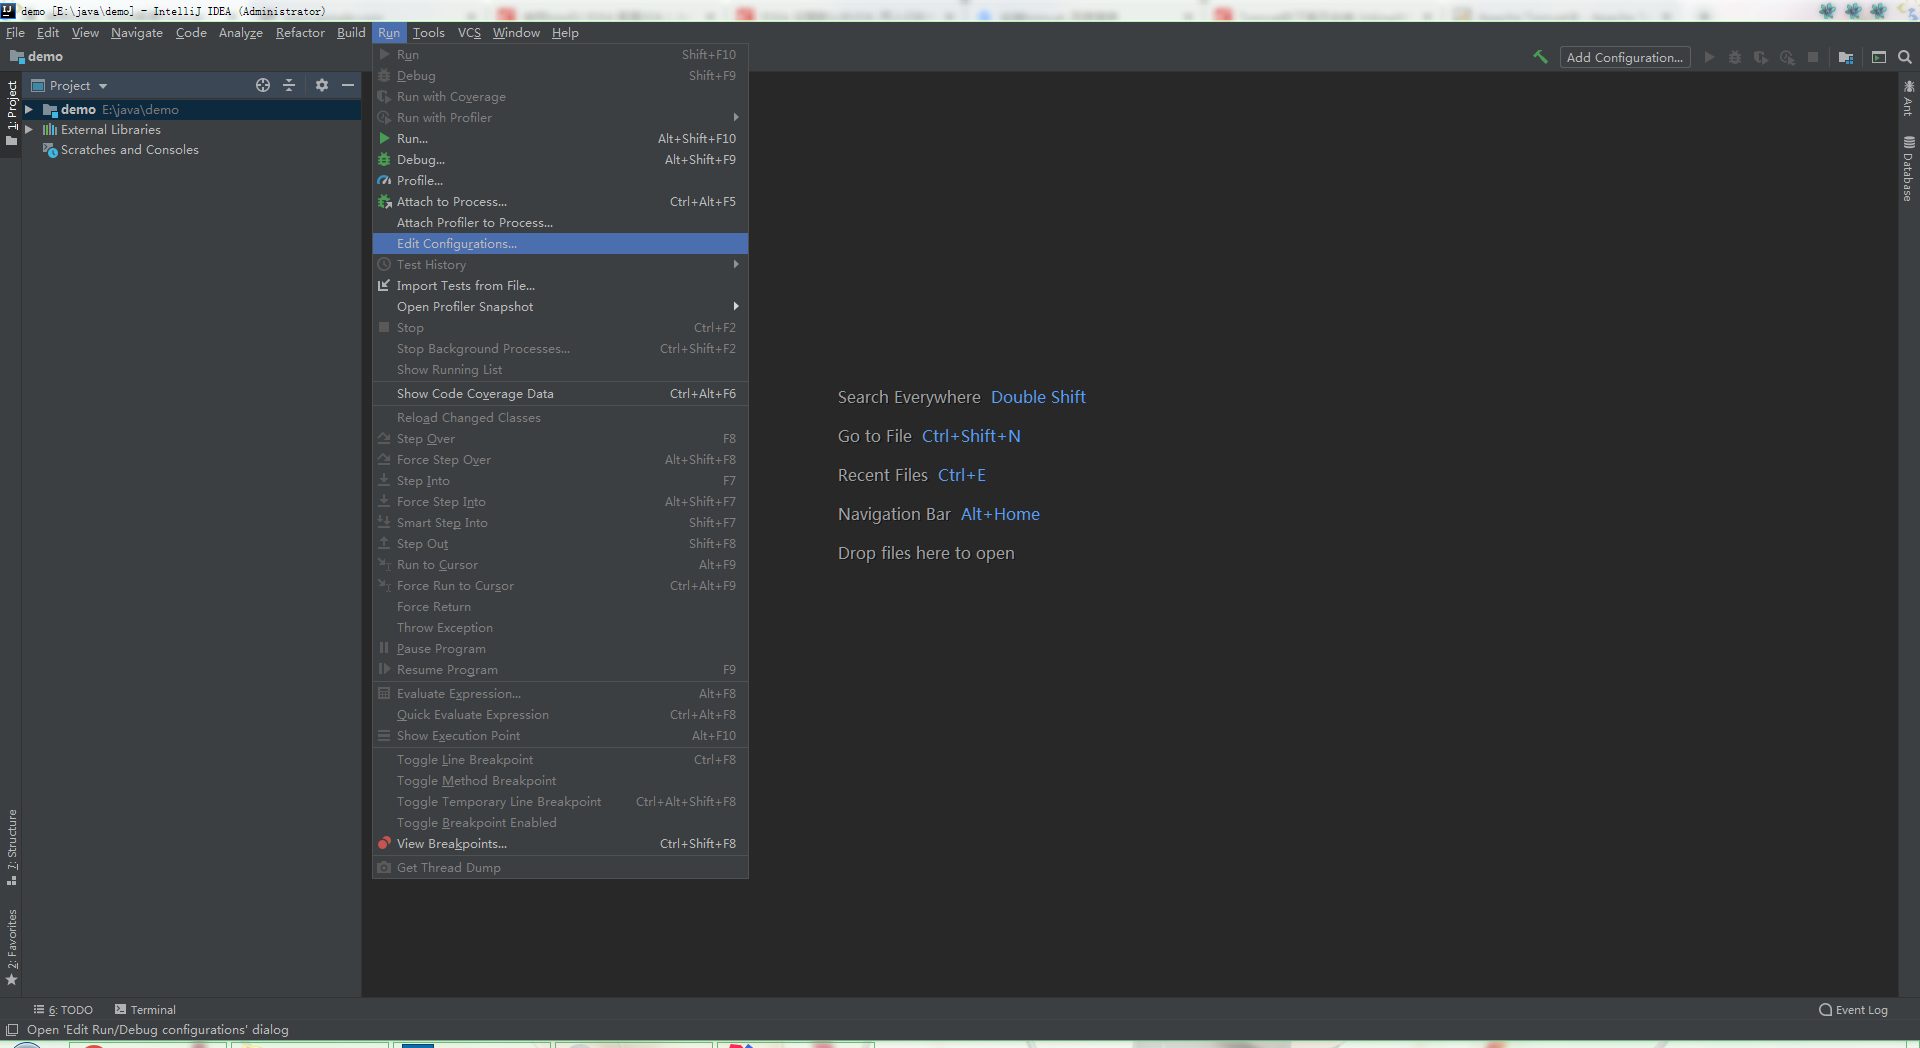 demo [E:\java\demo] - IntelliJ IDEA (Administrator)
File Edit View Navigate Code Analyze Refactor Build Run Tools VCS Window Help
demo
Add Configuration...
Project
demo E:\java\demo
External Libraries
Scratches and Consoles
1: Project
7: Structure
2: Favorites
Run Shift+F10
Debug Shift+F9
Run with Coverage
Run with Profiler
Run... Alt+Shift+F10
Debug... Alt+Shift+F9
Profile...
Attach to Process... Ctrl+Alt+F5
Attach Profiler to Process...
Edit Configurations...
Test History
Import Tests from File...
Open Profiler Snapshot
Stop Ctrl+F2
Stop Background Processes... Ctrl+Shift+F2
Show Running List
Show Code Coverage Data Ctrl+Alt+F6
Reload Changed Classes
Step Over F8
Force Step Over Alt+Shift+F8
Step Into F7
Force Step Into Alt+Shift+F7
Smart Step Into Shift+F7
Step Out Shift+F8
Run to Cursor Alt+F9
Force Run to Cursor Ctrl+Alt+F9
Force Return
Throw Exception
Pause Program
Resume Program F9
Evaluate Expression... Alt+F8
Quick Evaluate Expression Ctrl+Alt+F8
Show Execution Point Alt+F10
Toggle Line Breakpoint Ctrl+F8
Toggle Method Breakpoint
Toggle Temporary Line Breakpoint Ctrl+Alt+Shift+F8
Toggle Breakpoint Enabled
View Breakpoints... Ctrl+Shift+F8
Get Thread Dump
Search Everywhere Double Shift
Go to File Ctrl+Shift+N
Recent Files Ctrl+E
Navigation Bar Alt+Home
Drop files here to open
Ant
Database
6: TODO Terminal
Event Log
Open 'Edit Run/Debug configurations' dialog